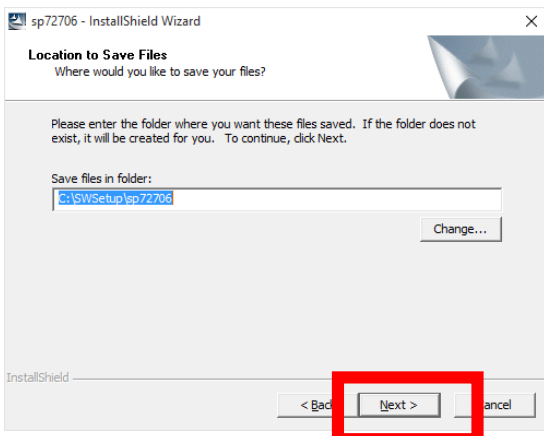 sp72706 - InstallShield Wizard
Location to Save Files
Where would you like to save your files?
Please enter the folder where you want these files saved. If the folder does not
exist, it will be created for you. To continue, click Next.
Save files in folder:
C:\SWSetup\sp72706
Change...
InstallShield
< Back Next > Cancel